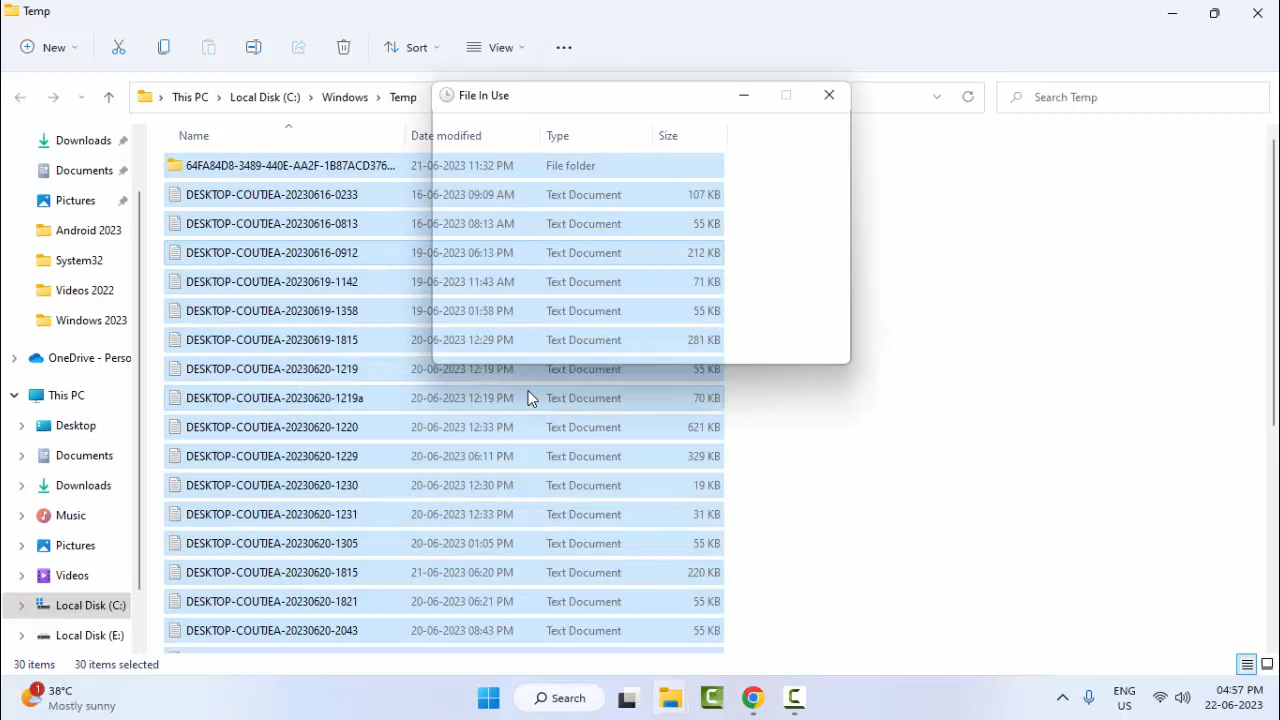 Temp
New
Sort
View
This PC > Local Disk (C:) > Windows > Temp
Search Temp
File In Use
Name
Date modified
Type
Size
Downloads
Documents
Pictures
Android 2023
System32
Videos 2022
Windows 2023
OneDrive - Perso
This PC
Desktop
Documents
Downloads
Music
Pictures
Videos
Local Disk (C:)
Local Disk (E:)
64FA84D8-3489-440E-AA2F-1B87ACD376... 21-06-2023 11:32 PM File folder
DESKTOP-COUTJEA-20230616-0233 16-06-2023 09:09 AM Text Document 107 KB
DESKTOP-COUTJEA-20230616-0813 16-06-2023 08:13 AM Text Document 55 KB
DESKTOP-COUTJEA-20230616-0912 19-06-2023 06:13 PM Text Document 212 KB
DESKTOP-COUTJEA-20230619-1142 19-06-2023 11:43 AM Text Document 71 KB
DESKTOP-COUTJEA-20230619-1358 19-06-2023 01:58 PM Text Document 55 KB
DESKTOP-COUTJEA-20230619-1815 20-06-2023 12:29 PM Text Document 281 KB
DESKTOP-COUTJEA-20230620-1219 20-06-2023 12:19 PM Text Document 55 KB
DESKTOP-COUTJEA-20230620-1219a 20-06-2023 12:19 PM Text Document 70 KB
DESKTOP-COUTJEA-20230620-1220 20-06-2023 12:33 PM Text Document 621 KB
DESKTOP-COUTJEA-20230620-1229 20-06-2023 06:11 PM Text Document 329 KB
DESKTOP-COUTJEA-20230620-1230 20-06-2023 12:30 PM Text Document 19 KB
DESKTOP-COUTJEA-20230620-1231 20-06-2023 12:33 PM Text Document 31 KB
DESKTOP-COUTJEA-20230620-1305 20-06-2023 01:05 PM Text Document 55 KB
DESKTOP-COUTJEA-20230620-1815 21-06-2023 06:20 PM Text Document 220 KB
DESKTOP-COUTJEA-20230620-1821 20-06-2023 06:21 PM Text Document 55 KB
DESKTOP-COUTJEA-20230620-2043 20-06-2023 08:43 PM Text Document 55 KB
30 items 30 items selected
1
38°C
Mostly sunny
Search
ENG
US
04:57 PM
22-06-2023